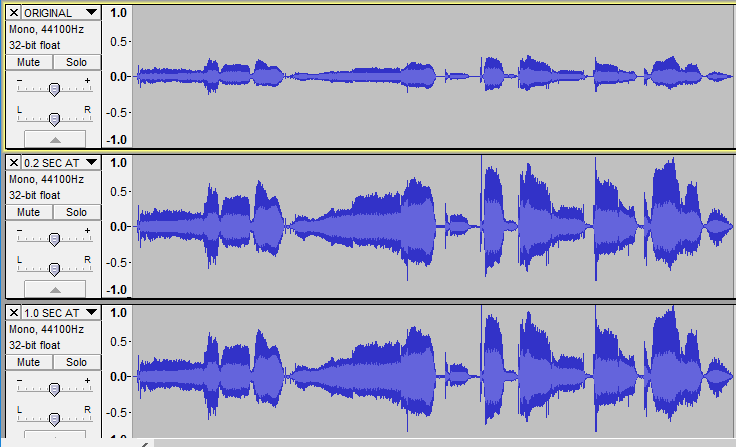 × ORIGINAL ▼
Mono, 44100Hz
32-bit float
Mute Solo
- +
L R
1.0
0.5
0.0
-0.5
-1.0
× 0.2 SEC AT ▼
Mono, 44100Hz
32-bit float
Mute Solo
- +
L R
1.0
0.5
0.0
-0.5
-1.0
× 1.0 SEC AT ▼
Mono, 44100Hz
32-bit float
Mute Solo
- +
L R
1.0
0.5
0.0
-0.5